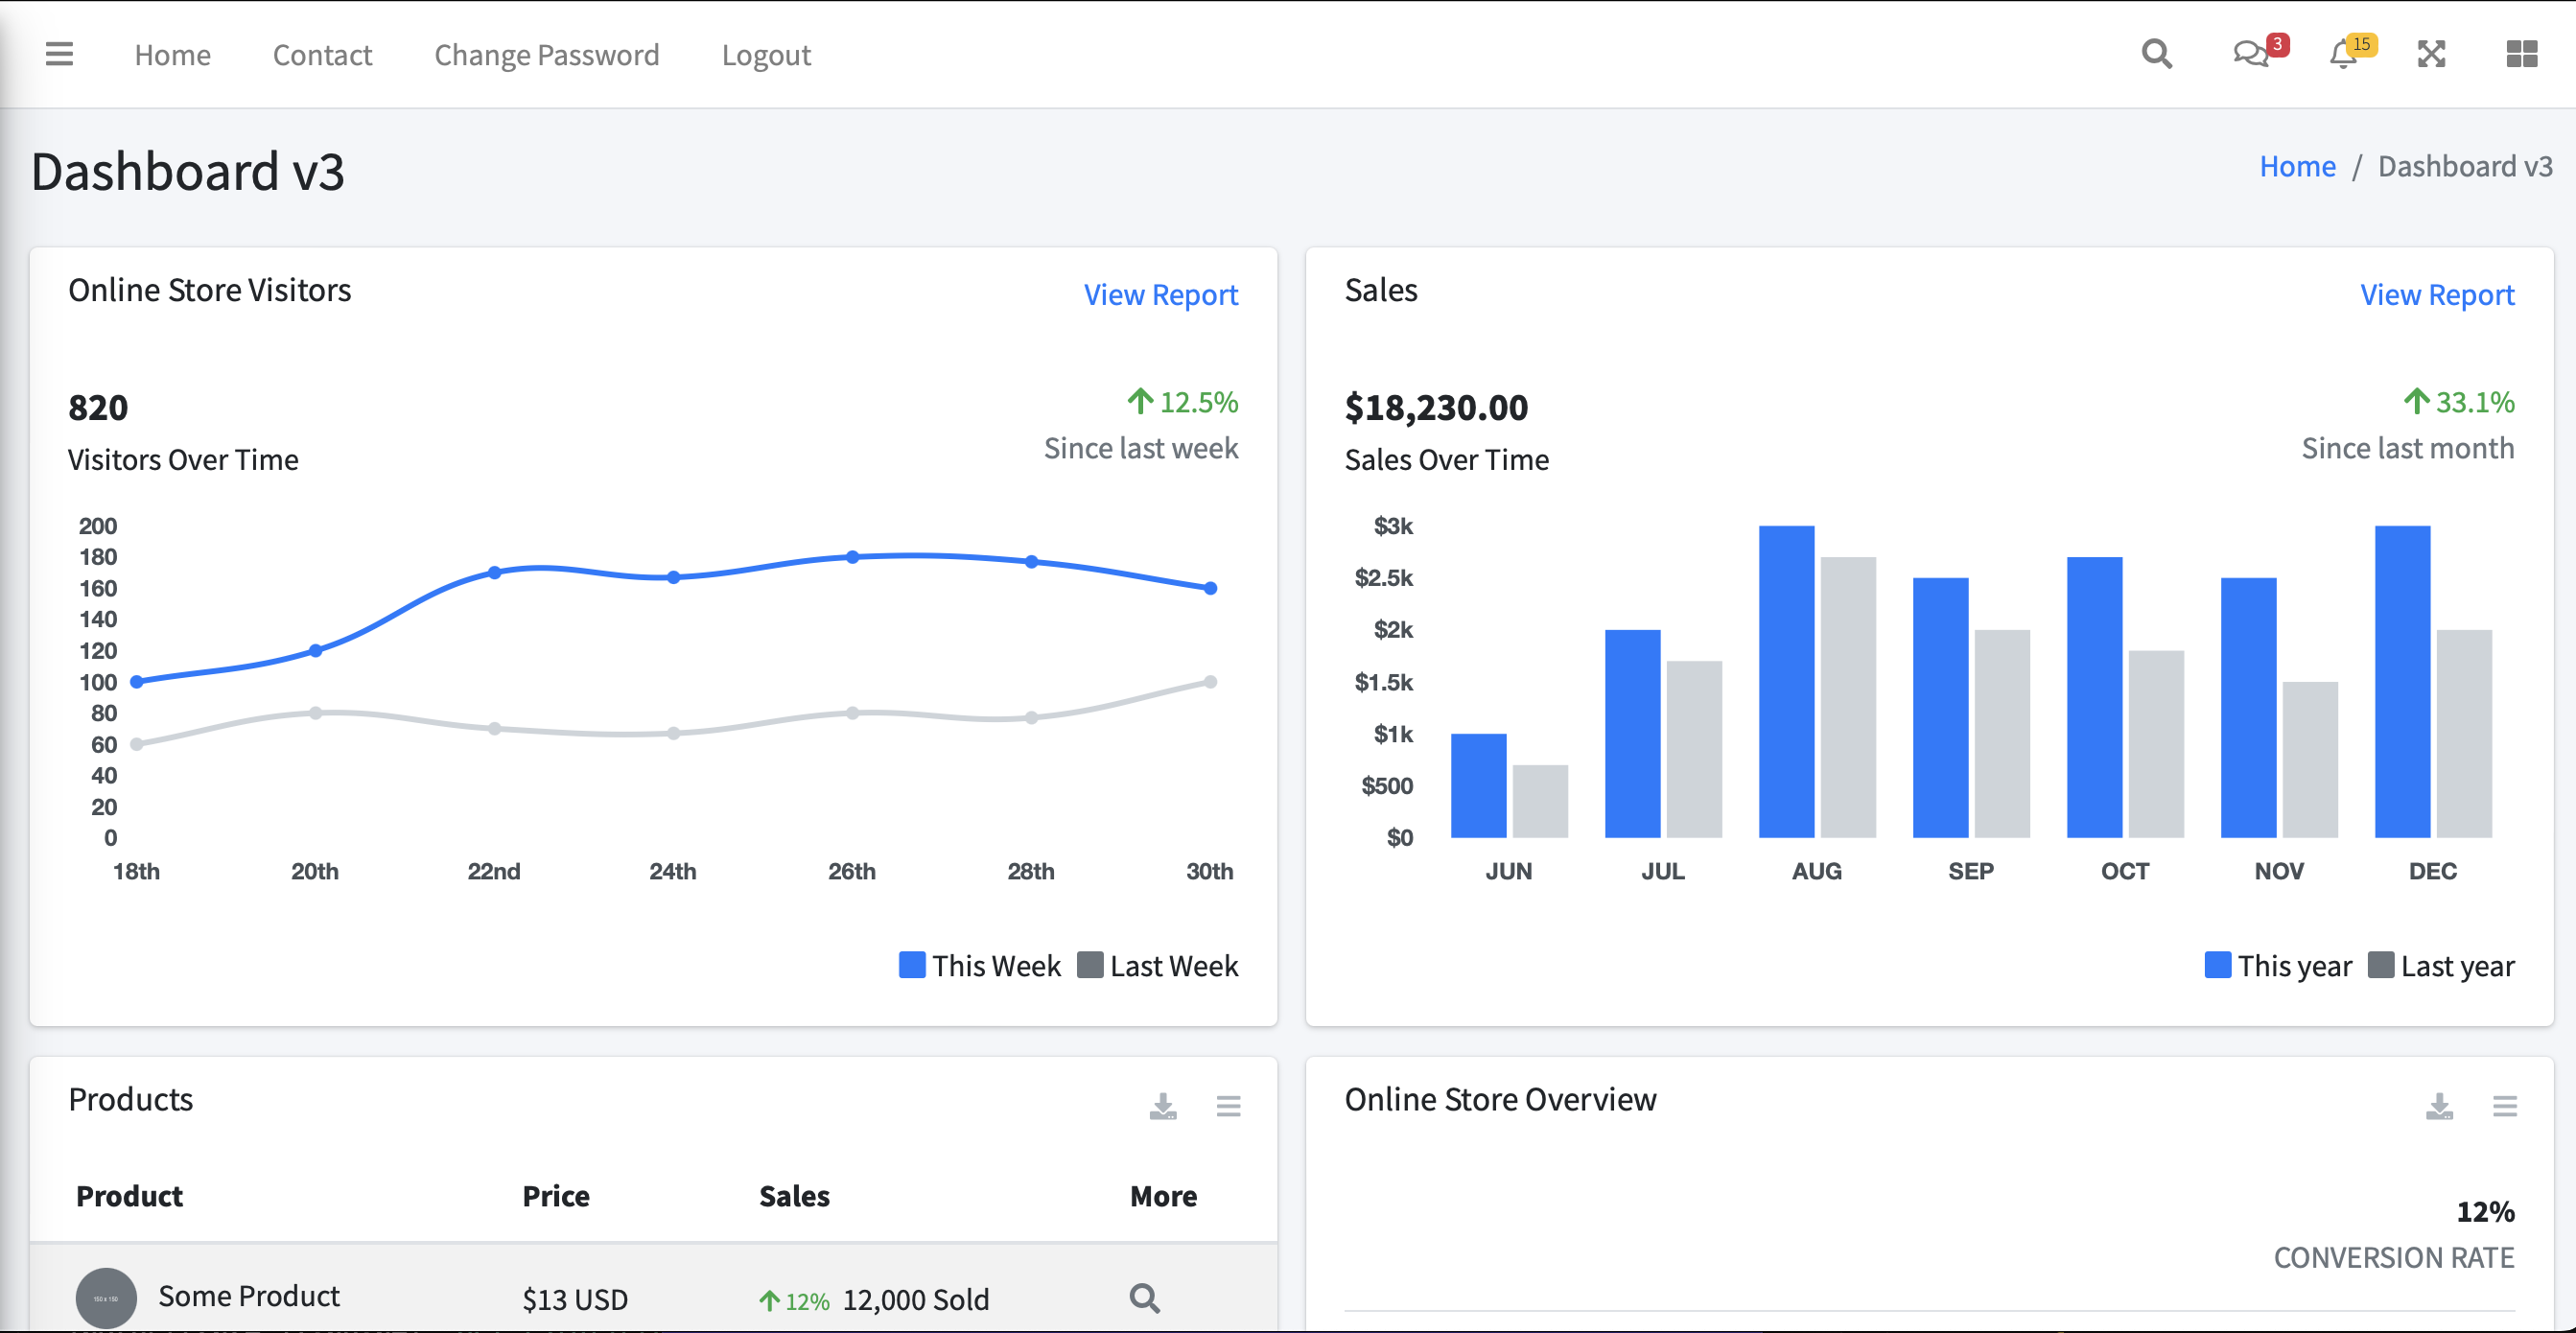 Home Contact Change Password Logout 3 15
Dashboard v3
Home / Dashboard v3
Online Store Visitors
View Report
820
Visitors Over Time
12.5%
Since last week
200
180
160
140
120
100
80
60
40
20
0
18th 20th 22nd 24th 26th 28th 30th
This Week Last Week
Sales
View Report
$18,230.00
Sales Over Time
33.1%
Since last month
$3k
$2.5k
$2k
$1.5k
$1k
$500
$0
JUN JUL AUG SEP OCT NOV DEC
This year Last year
Products
Product Price Sales More
150 x 150
Some Product $13 USD 12% 12,000 Sold
Online Store Overview
12%
CONVERSION RATE